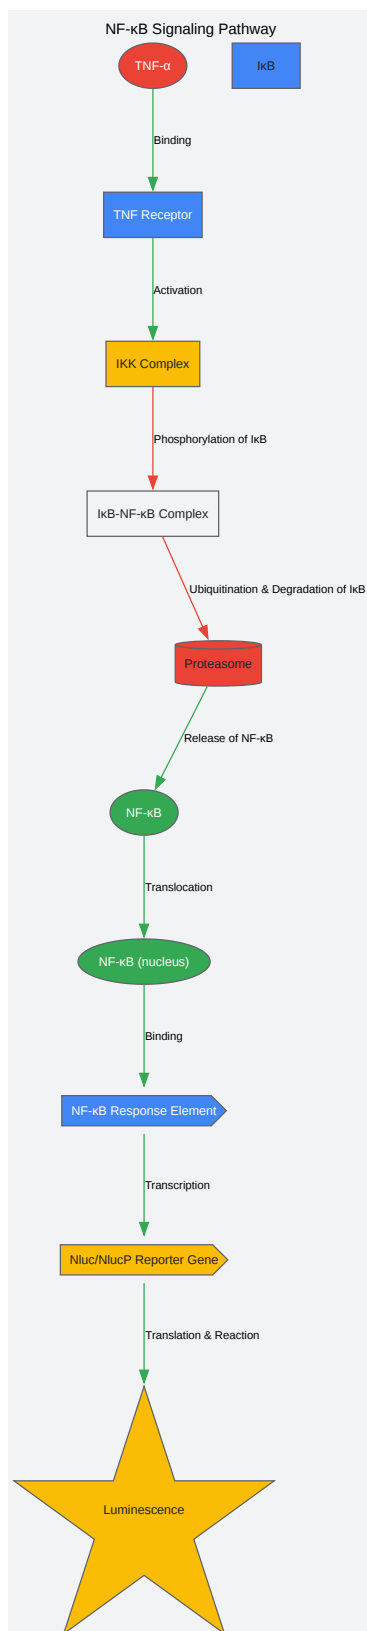 NF-κB Signaling Pathway
TNF-α
IκB
Binding
TNF Receptor
Activation
IKK Complex
Phosphorylation of IκB
IκB-NF-κB Complex
Ubiquitination & Degradation of IκB
Proteasome
Release of NF-κB
NF-κB
Translocation
NF-κB (nucleus)
Binding
NF-κB Response Element
Transcription
Nluc/NlucP Reporter Gene
Translation & Reaction
Luminescence